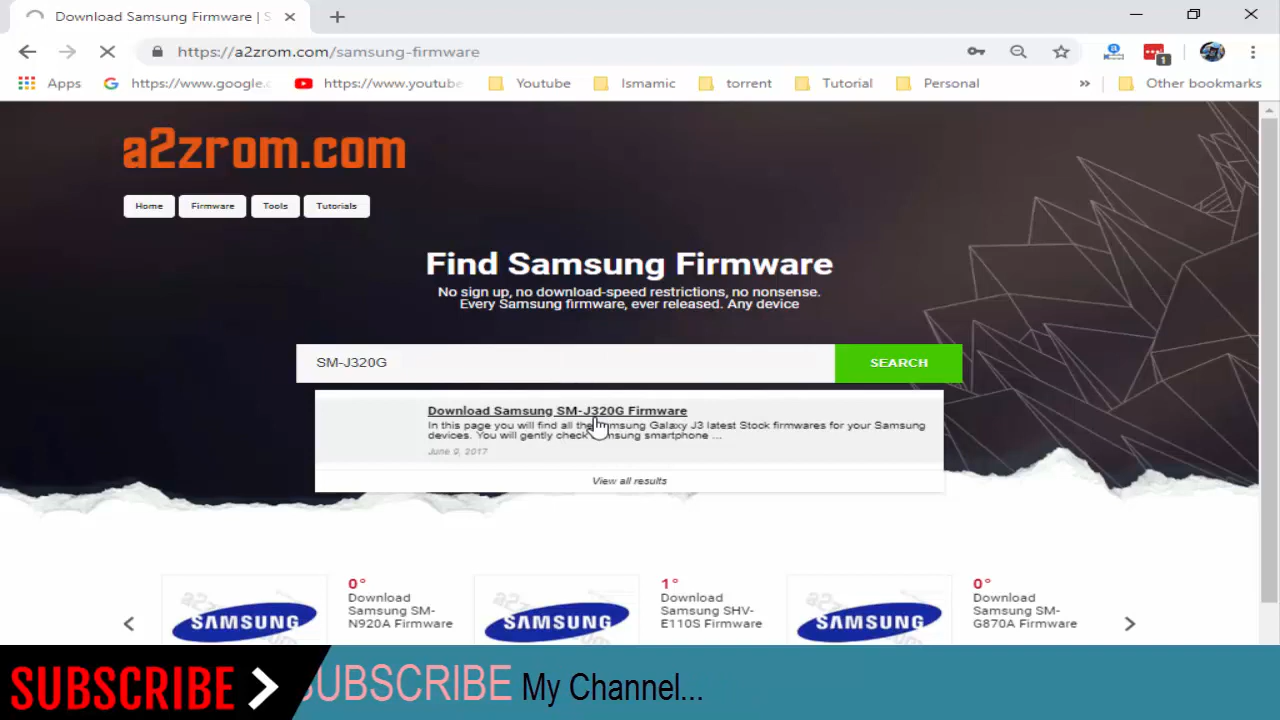 Download Samsung Firmware | S
https://a2zrom.com/samsung-firmware
1
Apps
https://www.google.c
https://www.youtube
Youtube
Ismamic
torrent
Tutorial
Personal
»
Other bookmarks
a2zrom.com
Home
Firmware
Tools
Tutorials
Find Samsung Firmware
No sign up, no download-speed restrictions, no nonsense.
Every Samsung firmware, ever released. Any device
SM-J320G
SEARCH
Download Samsung SM-J320G Firmware
In this page you will find all the Samsung Galaxy J3 latest Stock firmwares for your Samsung
devices. You will gently check Samsung smartphone ...
June 9, 2017
View all results
SAMSUNG
0°
Download
Samsung SM-
N920A Firmware
SAMSUNG
1°
Download
Samsung SHV-
E110S Firmware
SAMSUNG
0°
Download
Samsung SM-
G870A Firmware
SUBSCRIBE
SUBSCRIBE My Channel...